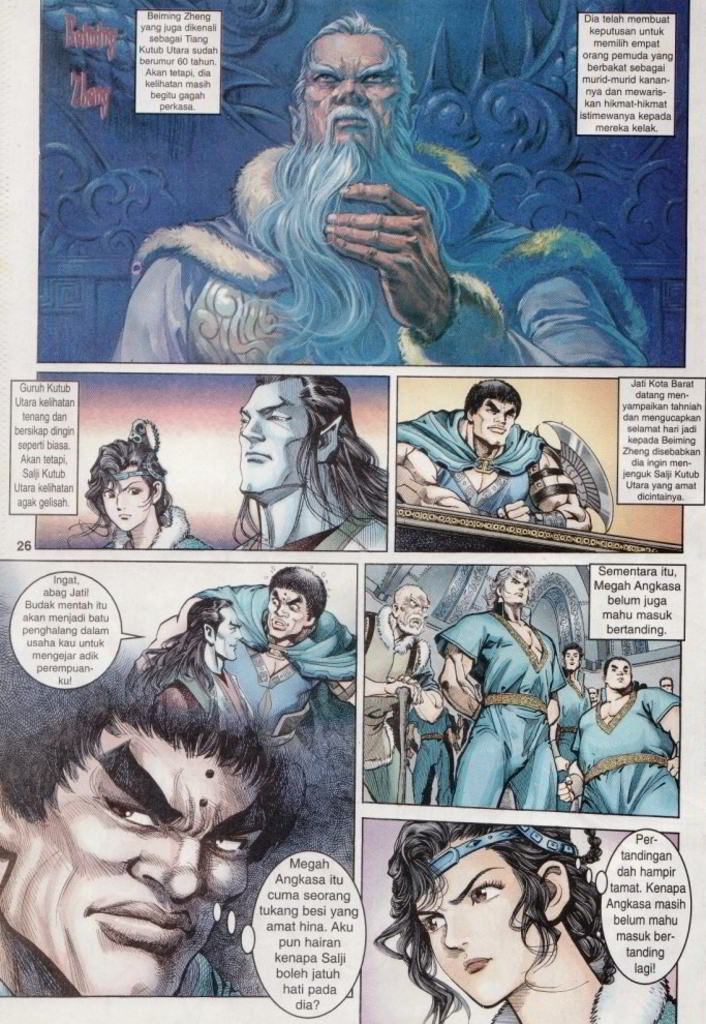 Beiming
Zheng
Beiming Zheng
yang juga dikenali
sebagai Tiang
Kutub Utara sudah
berumur 60 tahun.
Akan tetapi, dia
kelihatan masih
begitu gagah
perkasa.
Dia telah membuat
keputusan untuk
memilih empat
orang pemuda yang
berbakat sebagai
murid-murid kanan-
nya dan mewaris-
kan hikmat-hikmat
istimewanya kepada
mereka kelak.
Guruh Kutub
Utara kelihatan
tenang dan
bersikap dingin
seperti biasa.
Akan tetapi,
Salji Kutub
Utara kelihatan
agak gelisah.
Jati Kota Barat
datang men-
yampaikan tahniah
dan mengucapkan
selamat hari jadi
kepada Beiming
Zheng disebabkan
dia ingin men-
jenguk Salji Kutub
Utara yang amat
dicintainya.
26
Ingat,
abag Jati!
Budak mentah itu
akan menjadi batu
penghalang dalam
usaha kau untuk
mengejar adik
perempuan-
ku!
Sementara itu,
Megah Angkasa
belum juga
mahu mahu
bertanding.
Megah
Angkasa itu
cuma seorang
tukang besi yang
amat hina. Aku
pun hairan
kenapa Salji
boleh jatuh
hati pada
dia?
Per-
tandingan
dah hampir
tamat. Kenapa
Angkasa masih
belum mahu
masuk ber-
tanding
lagi!